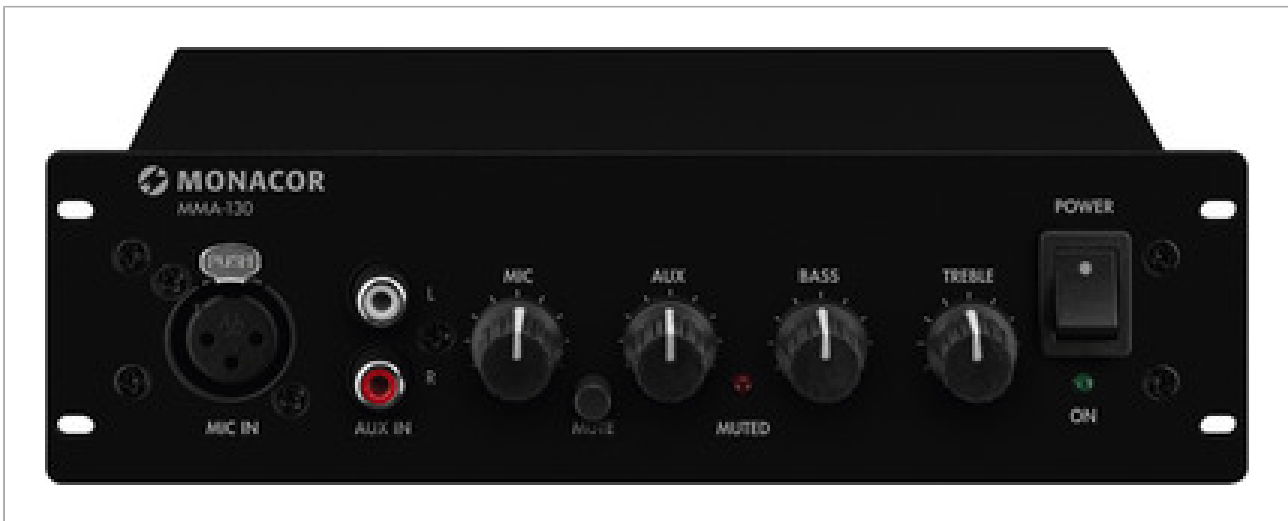 MONACOR
MMA-130
POWER
PUSH
MIC
AUX
BASS
TREBLE
L
R
MIC IN
AUX IN
MUTE
MUTED
ON